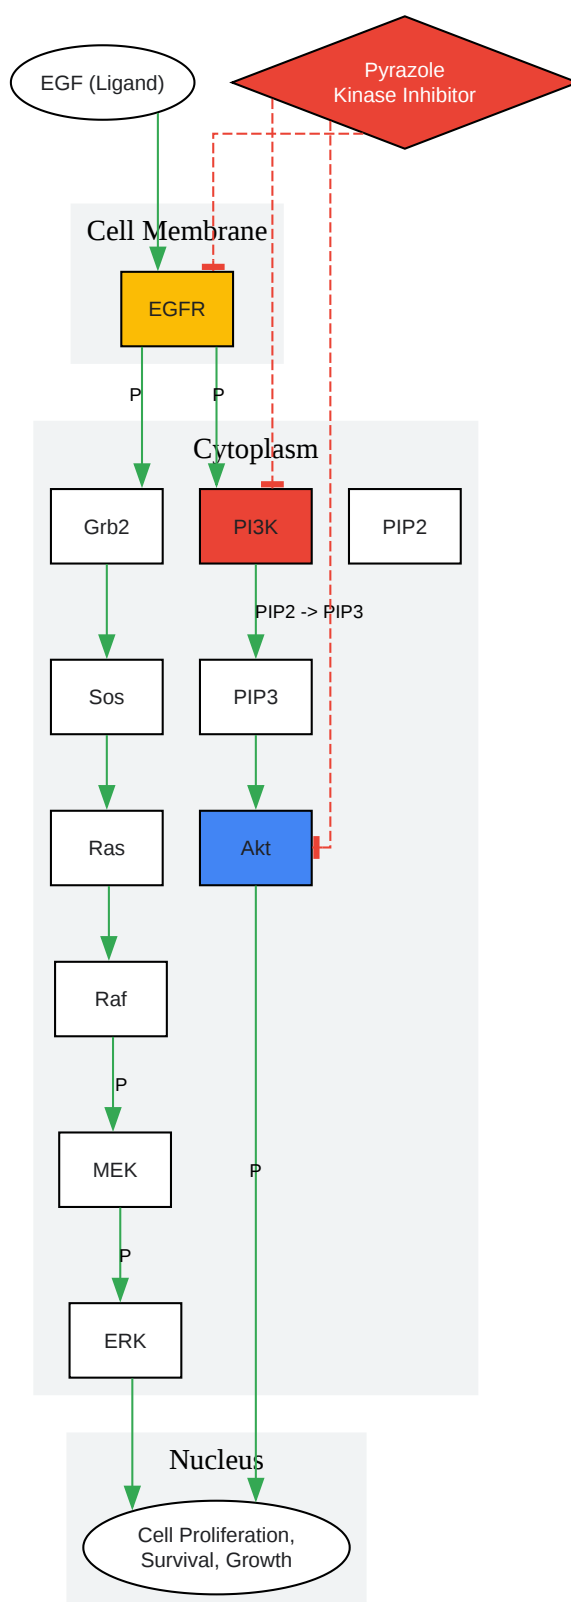 EGF (Ligand)
Pyrazole
Kinase Inhibitor
Cell Membrane
EGFR
P
P
Cytoplasm
Grb2
PI3K
PIP2
PIP2 -> PIP3
Sos
PIP3
Ras
Akt
Raf
P
MEK
P
P
ERK
Nucleus
Cell Proliferation,
Survival, Growth